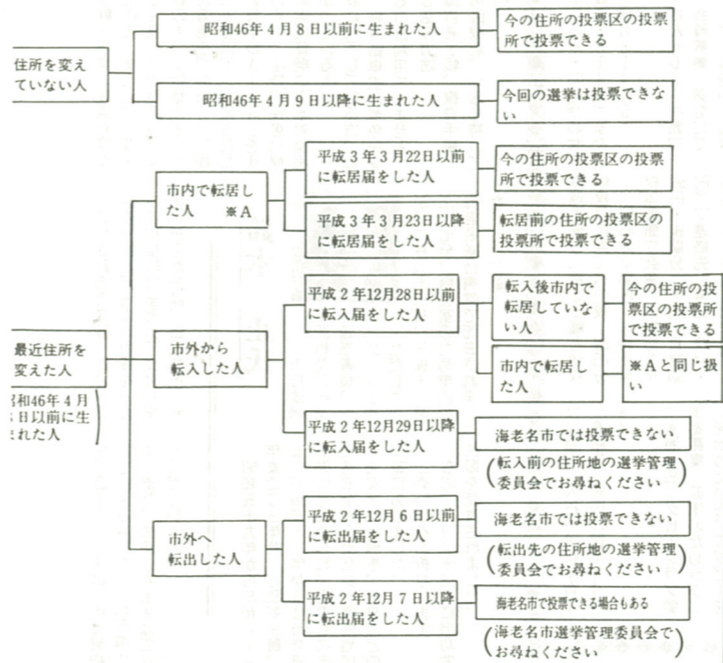 住所を変え
ていない人
昭和46年4月8日以前に生まれた人
今の住所の投票区の投票
所で投票できる
昭和46年4月9日以降に生まれた人
今回の選挙は投票できな
い
最近住所を
変えた人
和46年4月
日以前に生
まれた人
市内で転居し
た人 ※A
平成3年3月22日以前
に転居届をした人
今の住所の投票区の投票
所で投票できる
平成3年3月23日以降
に転居届をした人
転居前の住所の投票区の
投票所で投票できる
市外から
転入した人
平成2年12月28日以前
に転入届をした人
転入後市内で
転居していな
い人
今の住所の投
票区の投票所
で投票できる
市内で転居し
た人
※Aと同じ扱
い
平成2年12月29日以降
に転入届をした人
海老名市では投票できない
(転入前の住所地の選挙管理
委員会でお尋ねください)
市外へ
転出した人
平成2年12月6日以前
に転出届をした人
海老名市では投票できない
(転出先の住所地の選挙管理
委員会でお尋ねください)
平成2年12月7日以降
に転出届をした人
海老名市で投票できる場合もある
(海老名市選挙管理委員会で
お尋ねください)